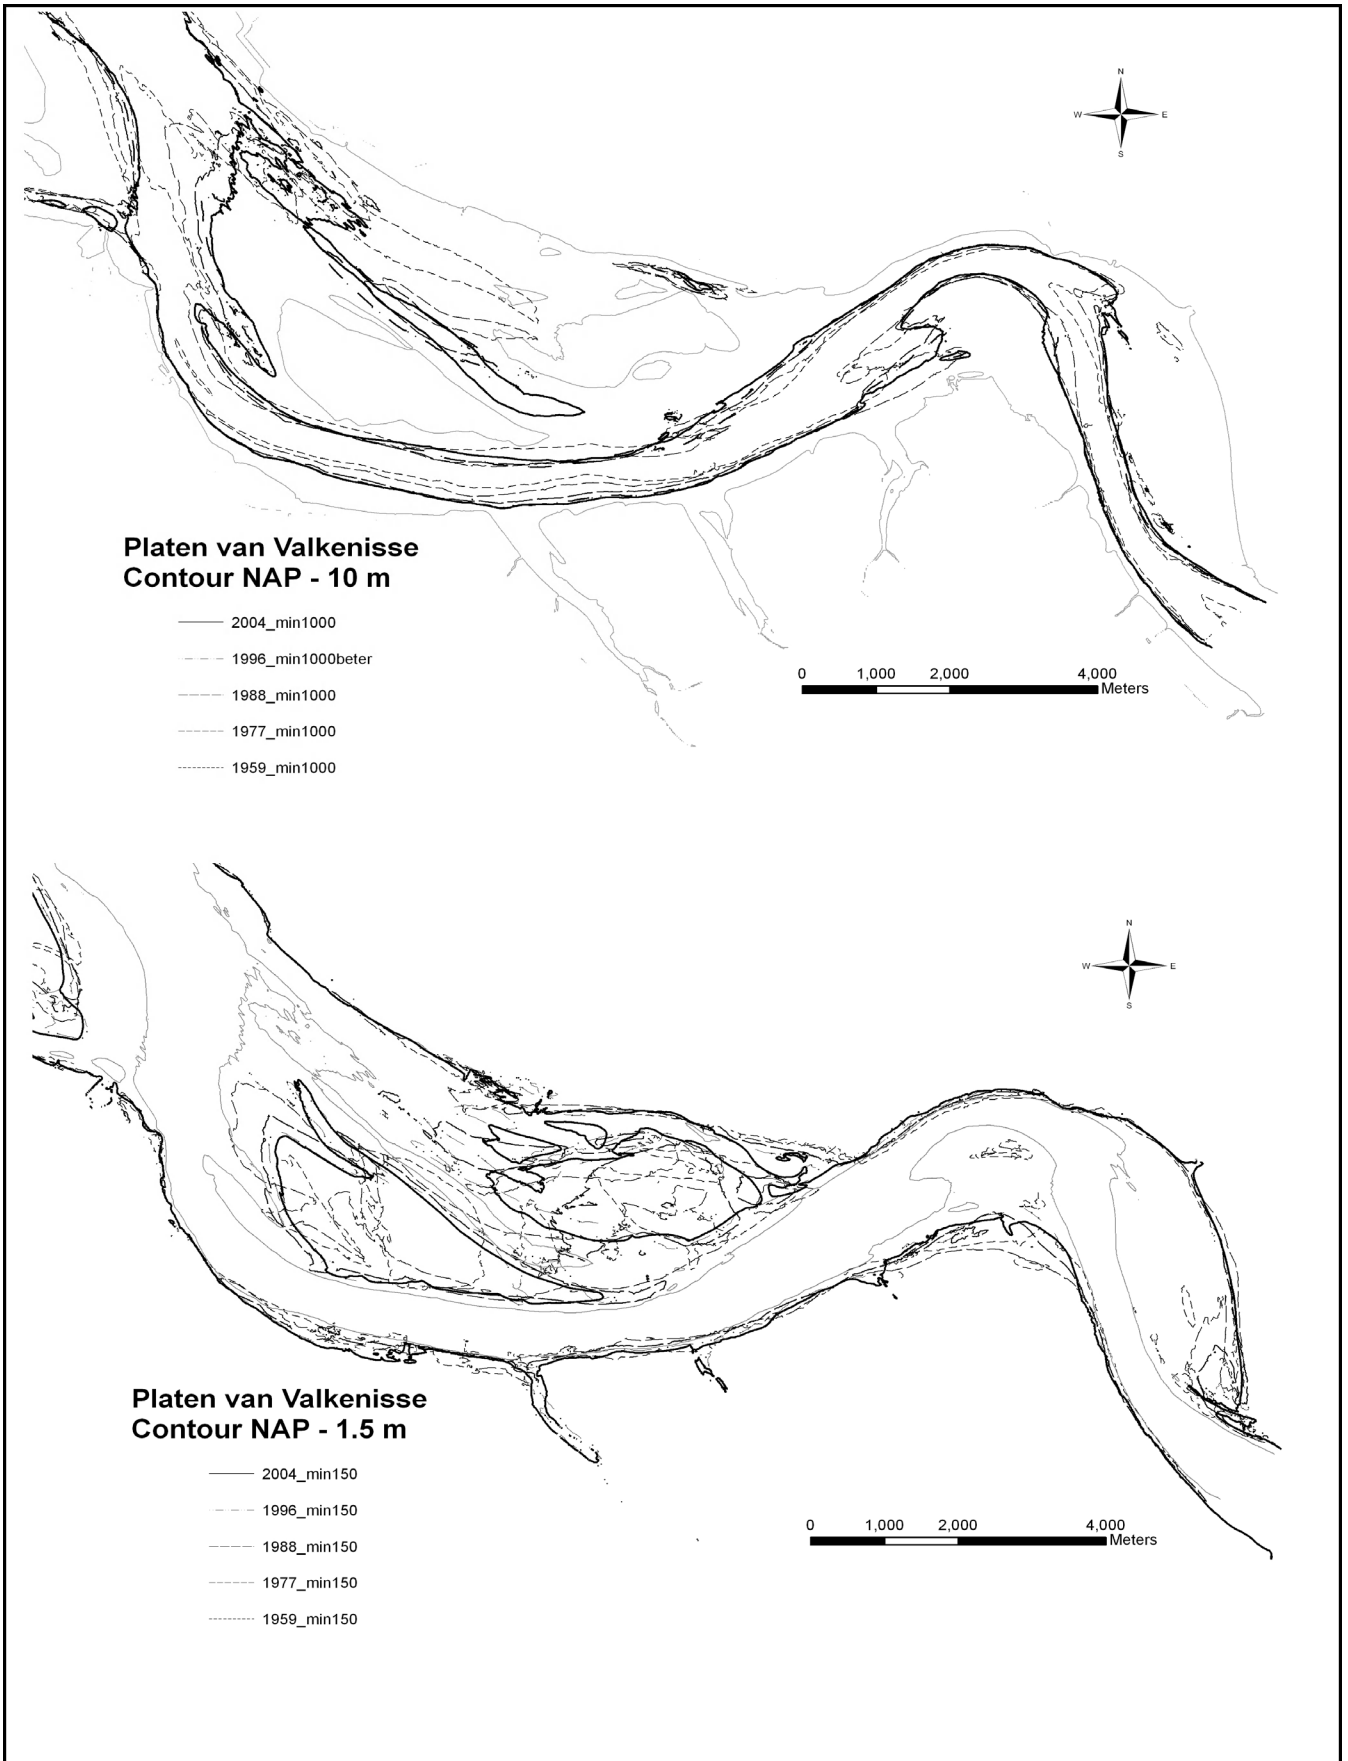 N
W E
S
Platen van Valkenisse
Contour NAP - 10 m
2004_min1000
1996_min1000beter
1988_min1000
1977_min1000
1959_min1000
0 1,000 2,000 4,000
Meters
N
W E
S
Platen van Valkenisse
Contour NAP - 1.5 m
2004_min150
1996_min150
1988_min150
1977_min150
1959_min150
0 1,000 2,000 4,000
Meters